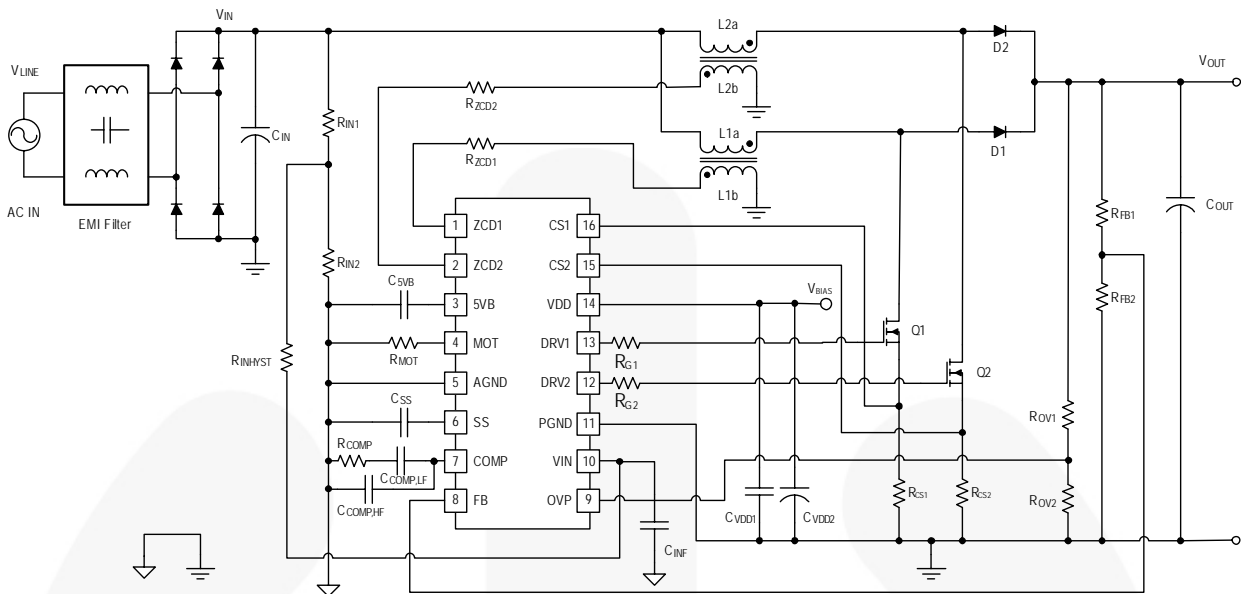 VIN
L2a
D2
VOUT
VLINE
L2b
RZCD2
RIN1
CIN
L1a
D1
RZCD1
L1b
AC IN
EMI Filter
RFB1
COUT
1 ZCD1 CS1 16
RIN2
2 ZCD2 CS2 15
C5VB
VBIAS
RFB2
3 5VB VDD 14
Q1
4 MOT DRV1 13
RINHYST
RMOT
RG1
Q2
5 AGND DRV2 12
CSS
RG2
ROV1
6 SS PGND 11
RCOMP
7 COMP VIN 10
CCOMP,LF
RCS1
RCS2
8 FB OVP 9
ROV2
CCOMP,HF
CVDD1
CVDD2
CINF